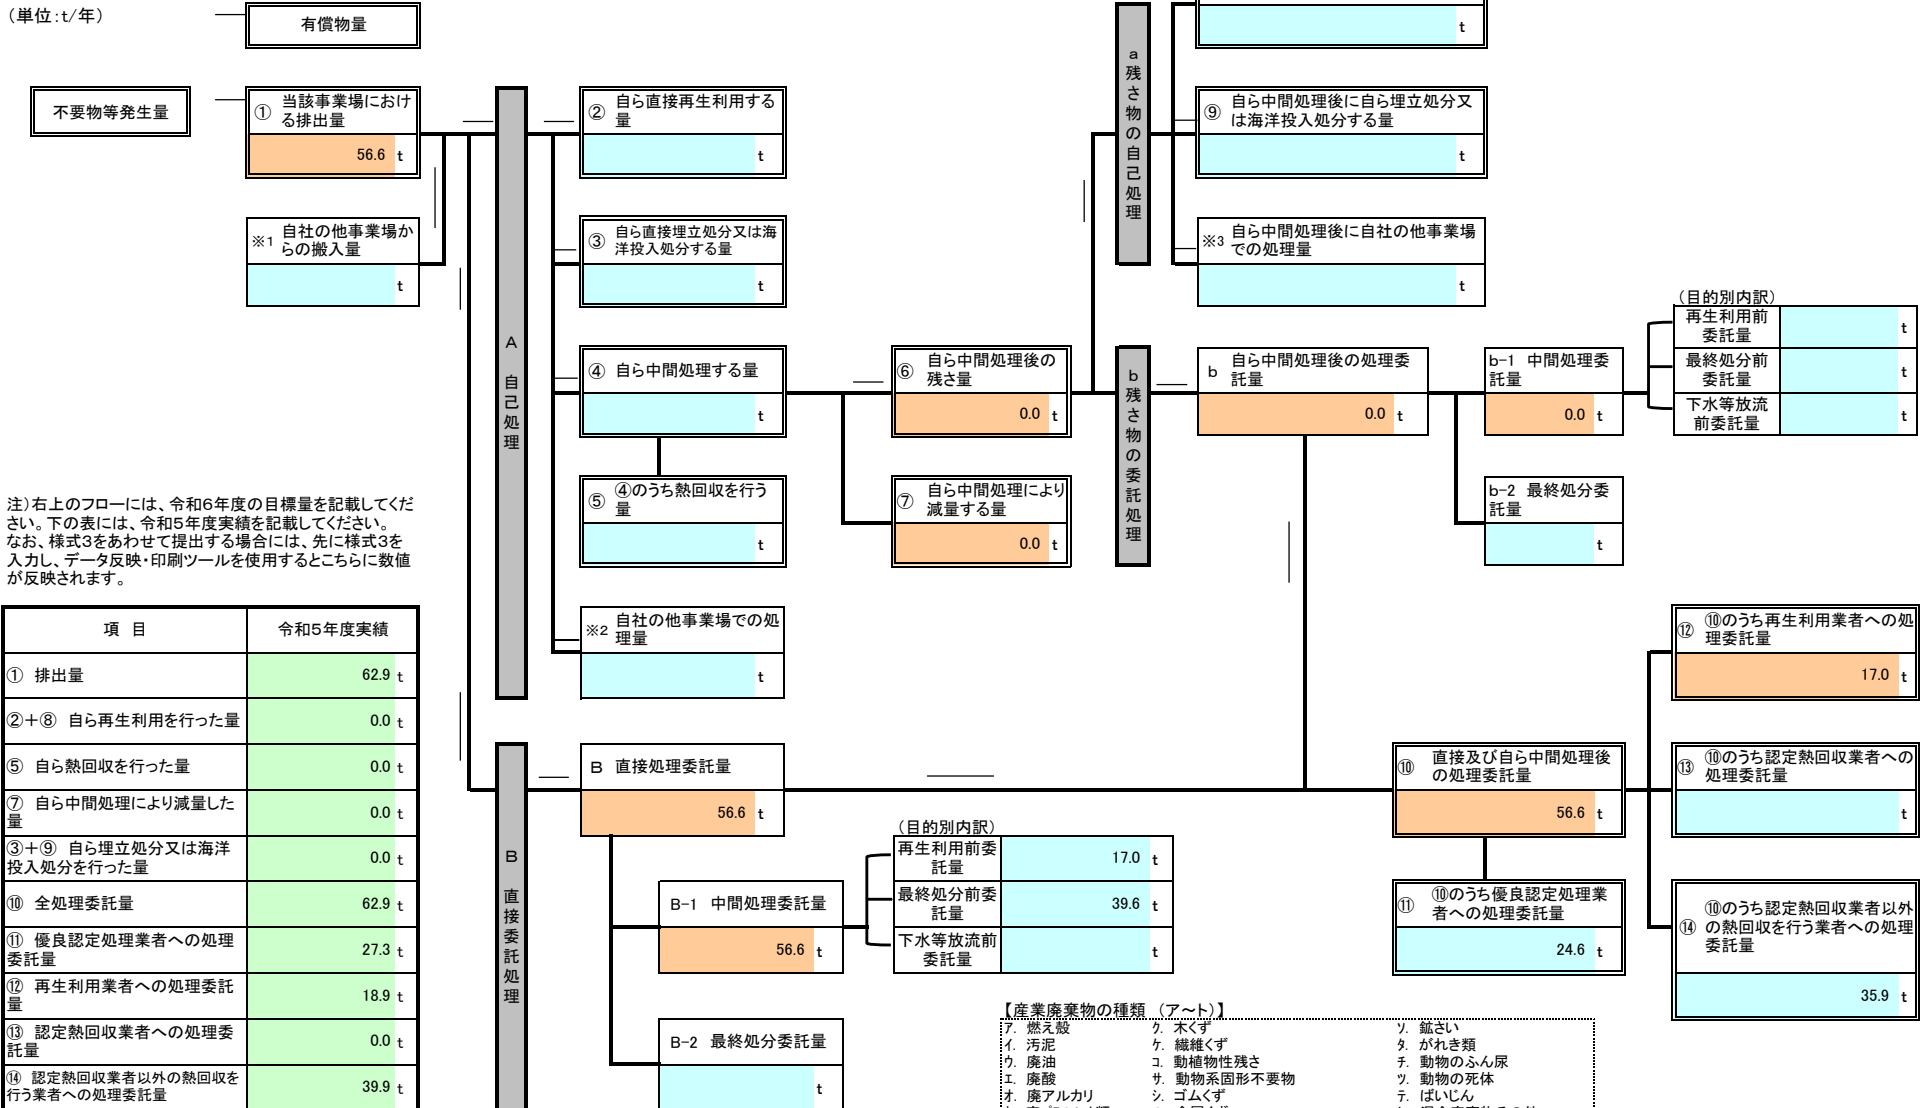 （単位：t/年）
有償物量
t
不要物等発生量
① 当該事業場におけ
る排出量
56.6 t
② 自ら直接再生利用する
量
t
a 残さ物の自己処理
⑨ 自ら中間処理後に自ら埋立処分又
は海洋投入処分する量
t
※1 自社の他事業場か
らの搬入量
t
③ 自ら直接埋立処分又は海
洋投入処分する量
t
※3 自ら中間処理後に自社の他事業場
での処理量
t
A 自己処理
④ 自ら中間処理する量
t
⑥ 自ら中間処理後の
残さ量
0.0 t
b 残さ物の委託処理
b 自ら中間処理後の処理委
託量
0.0 t
b-1 中間処理委
託量
0.0 t
（目的別内訳）
再生利用前
委託量
t
最終処分前
委託量
t
下水等放流
前委託量
t
⑤ ④のうち熱回収を行う
量
t
⑦ 自ら中間処理により
減量する量
0.0 t
b-2 最終処分委
託量
t
注）右上のフローには、令和6年度の目標量を記載してくだ
さい。下の表には、令和5年度実績を記載してください。
なお、様式3をあわせて提出する場合には、先に様式3を
入力し、データ反映・印刷ツールを使用するとこちらに数値
が反映されます。
※2 自社の他事業場での処
理量
t
項 目 令和5年度実績
① 排出量 62.9 t
②＋⑧ 自ら再生利用を行った量 0.0 t
⑤ 自ら熱回収を行った量 0.0 t
⑦ 自ら中間処理により減量した
量 0.0 t
③＋⑨ 自ら埋立処分又は海洋
投入処分を行った量 0.0 t
⑩ 全処理委託量 62.9 t
⑪ 優良認定処理業者への処理
委託量 27.3 t
⑫ 再生利用業者への処理委託
量 18.9 t
⑬ 認定熱回収業者への処理委
託量 0.0 t
⑭ 認定熱回収業者以外の熱回収を
行う業者への処理委託量 39.9 t
B 直接委託処理
B 直接処理委託量
56.6 t
B-1 中間処理委託量
56.6 t
（目的別内訳）
再生利用前委
託量
17.0 t
最終処分前委
託量
39.6 t
下水等放流前
委託量
t
B-2 最終処分委託量
t
⑩ 直接及び自ら中間処理後
の処理委託量
56.6 t
⑪ ⑩のうち優良認定処理業
者への処理委託量
24.6 t
⑫ ⑩のうち再生利用業者への処
理委託量
17.0 t
⑬ ⑩のうち認定熱回収業者への
処理委託量
t
⑭ ⑩のうち認定熱回収業者以外
の熱回収を行う業者への処理
委託量
35.9 t
【産業廃棄物の種類 （ア～ト）】
ア. 燃え殻 ク. 木くず ソ. 鉱さい
イ. 汚泥 ケ. 繊維くず タ. がれき類
ウ. 廃油 コ. 動植物性残さ チ. 動物のふん尿
エ. 廃酸 サ. 動物系固形不要物 ツ. 動物の死体
オ. 廃アルカリ シ. ゴムくず テ. ばいじん